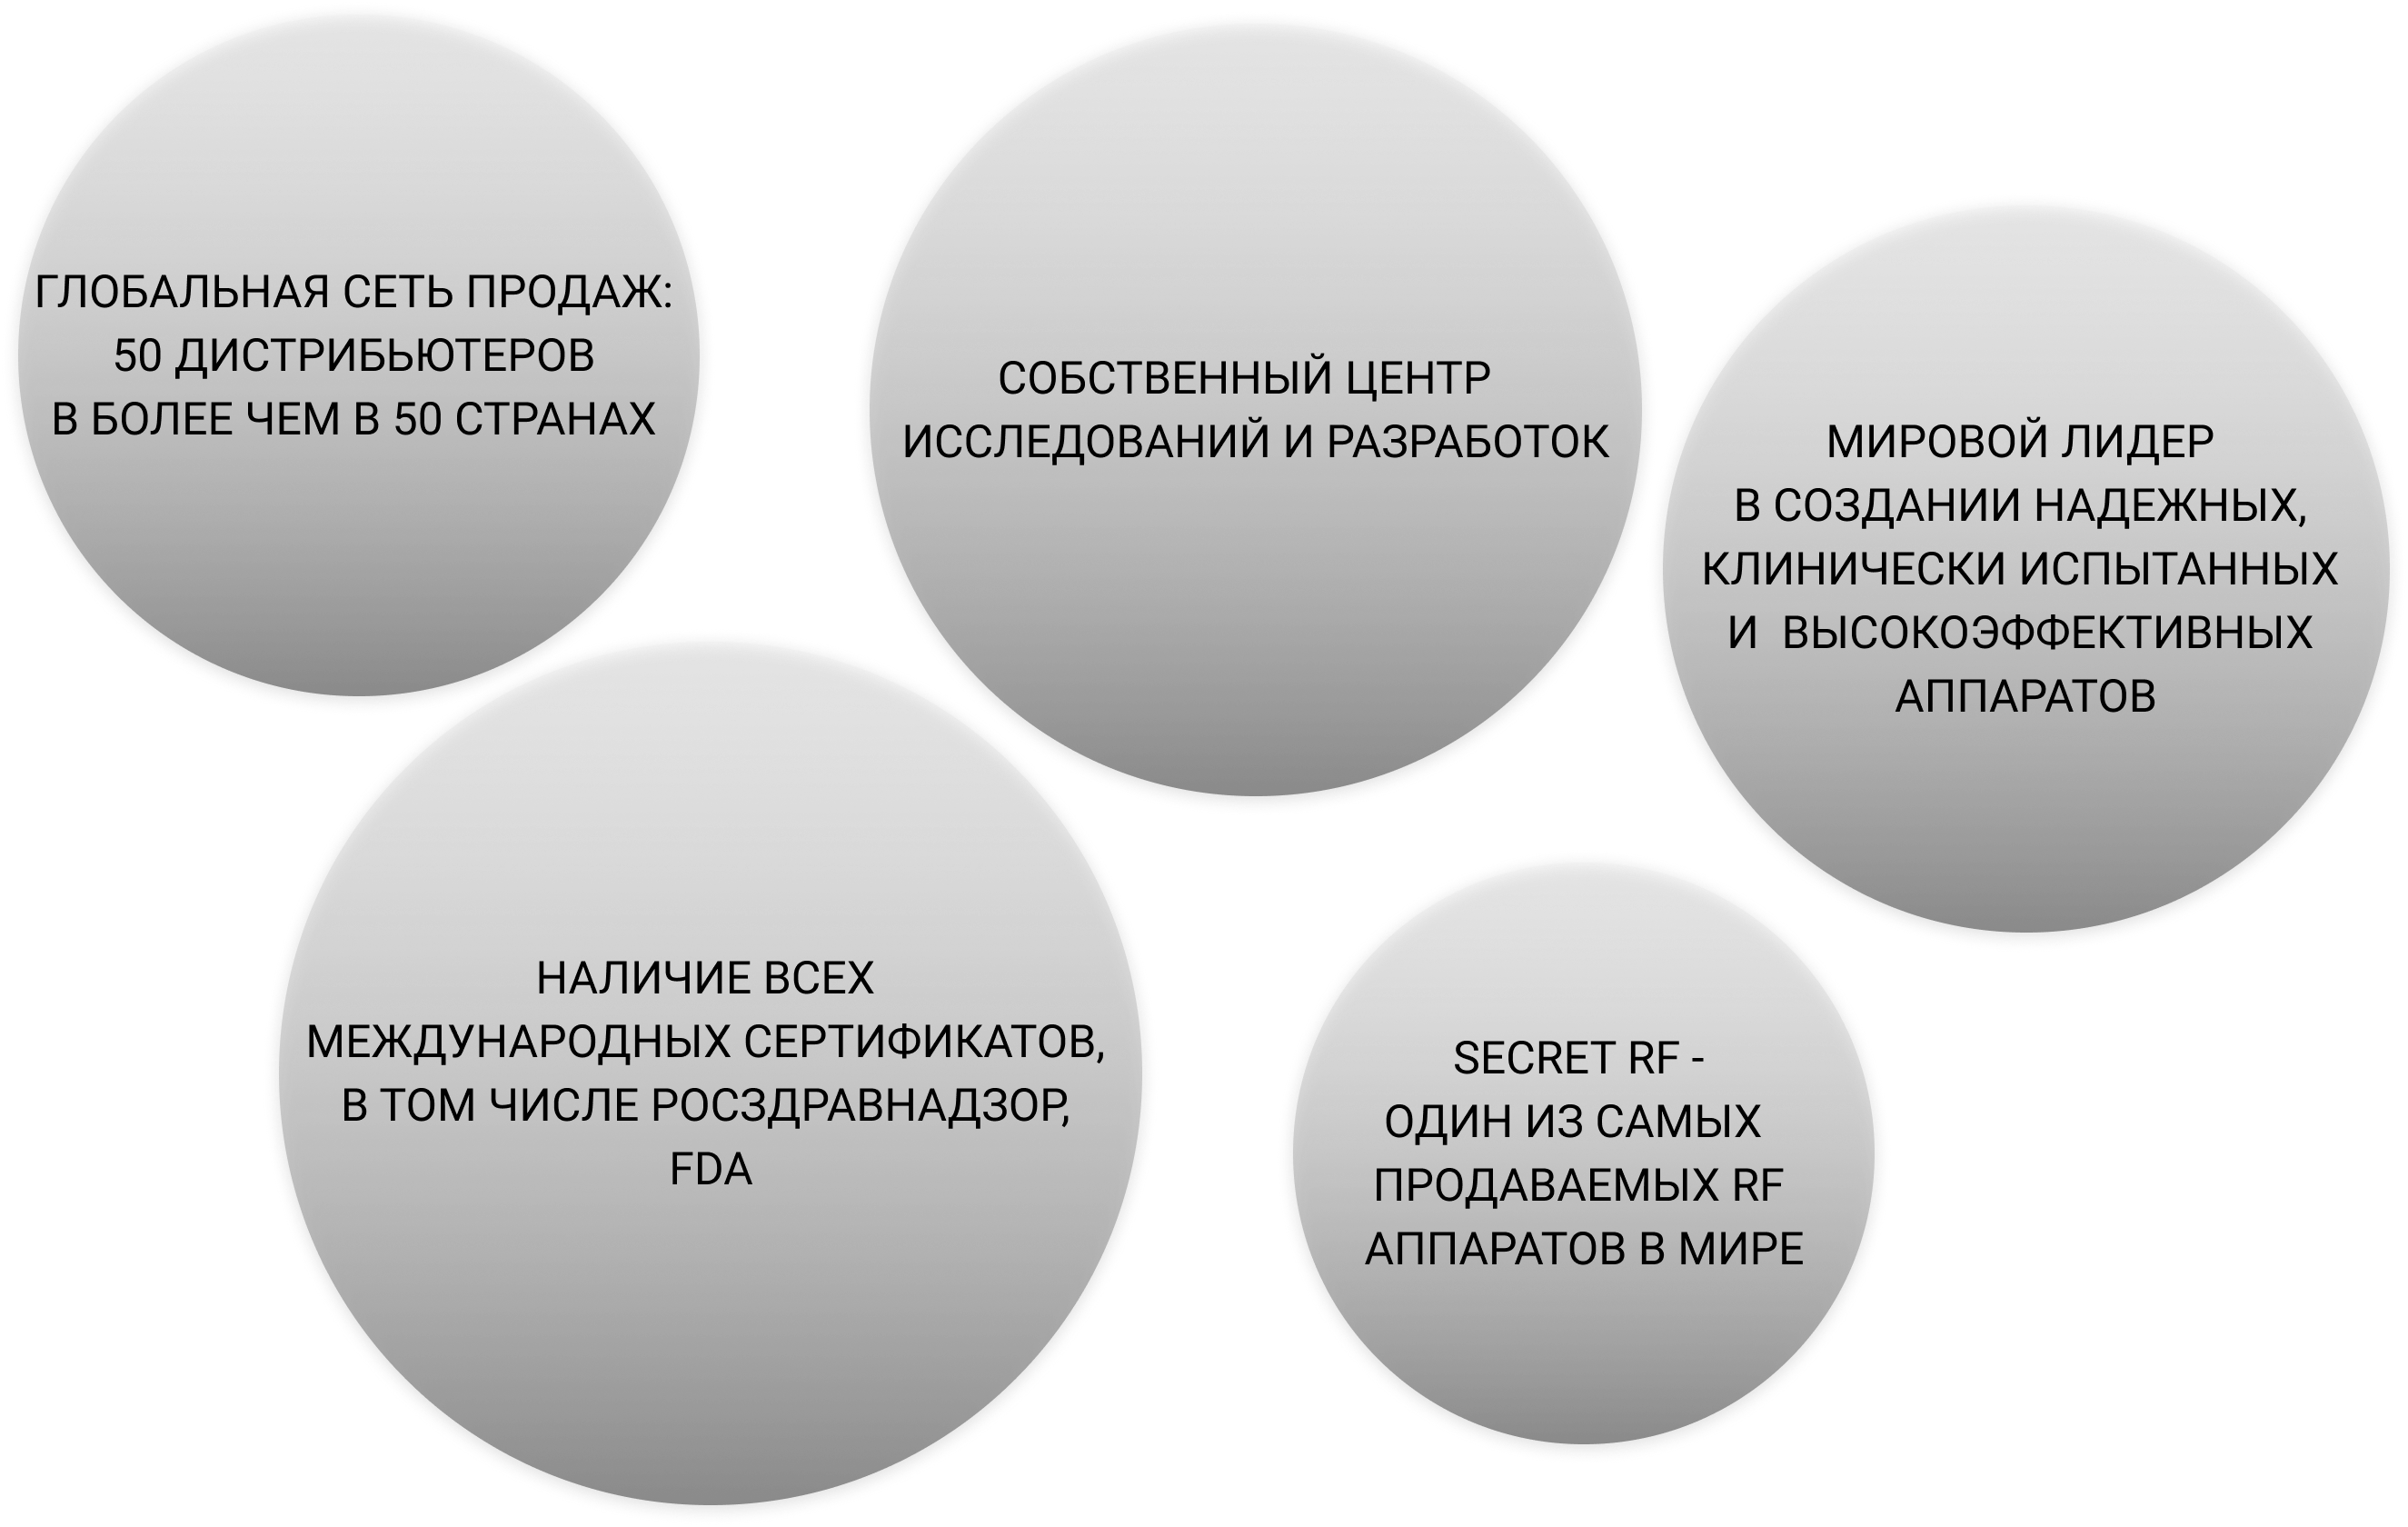 ГЛОБАЛЬНАЯ СЕТЬ ПРОДАЖ:
50 ДИСТРИБЬЮТЕРОВ
В БОЛЕЕ ЧЕМ В 50 СТРАНАХ
СОБСТВЕННЫЙ ЦЕНТР
ИССЛЕДОВАНИЙ И РАЗРАБОТОК
МИРОВОЙ ЛИДЕР
В СОЗДАНИИ НАДЕЖНЫХ,
КЛИНИЧЕСКИ ИСПЫТАННЫХ
И ВЫСОКОЭФФЕКТИВНЫХ
АППАРАТОВ
НАЛИЧИЕ ВСЕХ
МЕЖДУНАРОДНЫХ СЕРТИФИКАТОВ,
В ТОМ ЧИСЛЕ РОСЗДРАВНАДЗОР,
FDA
SECRET RF -
ОДИН ИЗ САМЫХ
ПРОДАВАЕМЫХ RF
АППАРАТОВ В МИРЕ